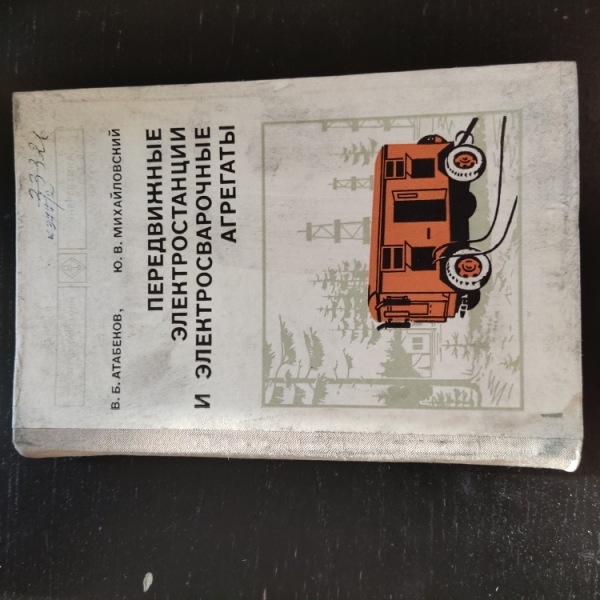 В. Б. АТАБЕКОВ,
Ю. В. МИХАЙЛОВСКИЙ
ПЕРЕДВИЖНЫЕ
ЭЛЕКТРОСТАНЦИИ
И ЭЛЕКТРОСВАРОЧНЫЕ
АГРЕГАТЫ